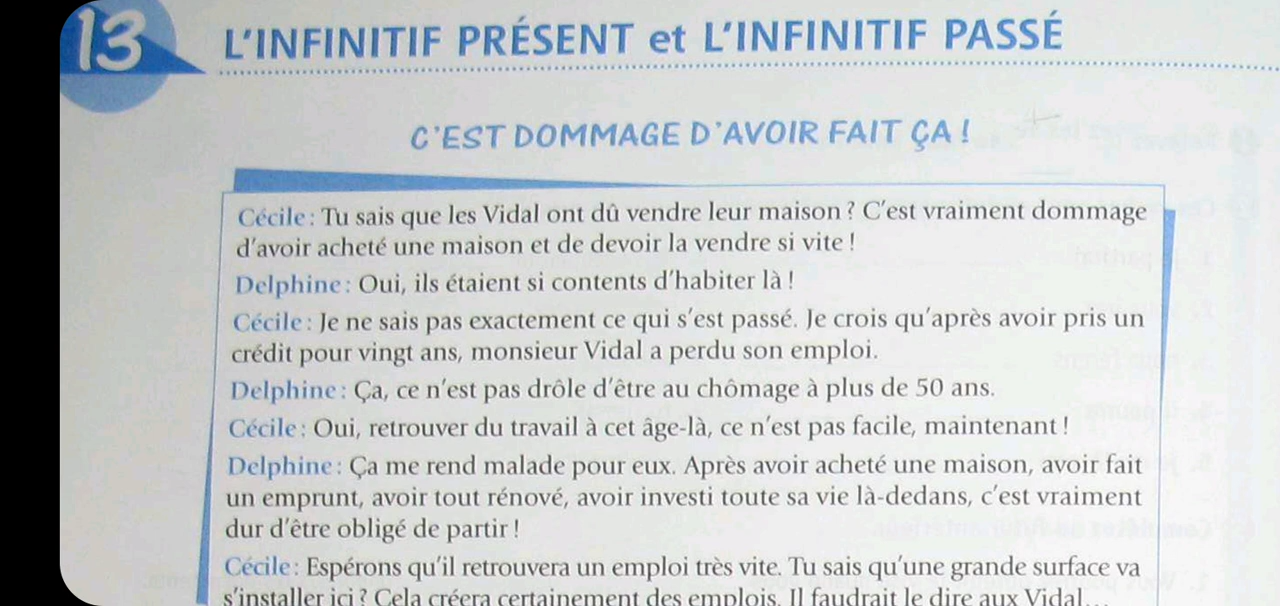 13
L'INFINITIF PRÉSENT et L'INFINITIF PASSÉ
C'EST DOMMAGE D'AVOIR FAIT ÇA !
Cécile : Tu sais que les Vidal ont dû vendre leur maison ? C'est vraiment dommage
d'avoir acheté une maison et de devoir la vendre si vite !
Delphine : Oui, ils étaient si contents d'habiter là !
Cécile : Je ne sais pas exactement ce qui s'est passé. Je crois qu'après avoir pris un
crédit pour vingt ans, monsieur Vidal a perdu son emploi.
Delphine : Ça, ce n'est pas drôle d'être au chômage à plus de 50 ans.
Cécile : Oui, retrouver du travail à cet âge-là, ce n'est pas facile, maintenant !
Delphine : Ça me rend malade pour eux. Après avoir acheté une maison, avoir fait
un emprunt, avoir tout rénové, avoir investi toute sa vie là-dedans, c'est vraiment
dur d'être obligé de partir !
Cécile : Espérons qu'il retrouvera un emploi très vite. Tu sais qu'une grande surface va
s'installer ici ? Cela créera certainement des emplois. Il faudrait le dire aux Vidal...